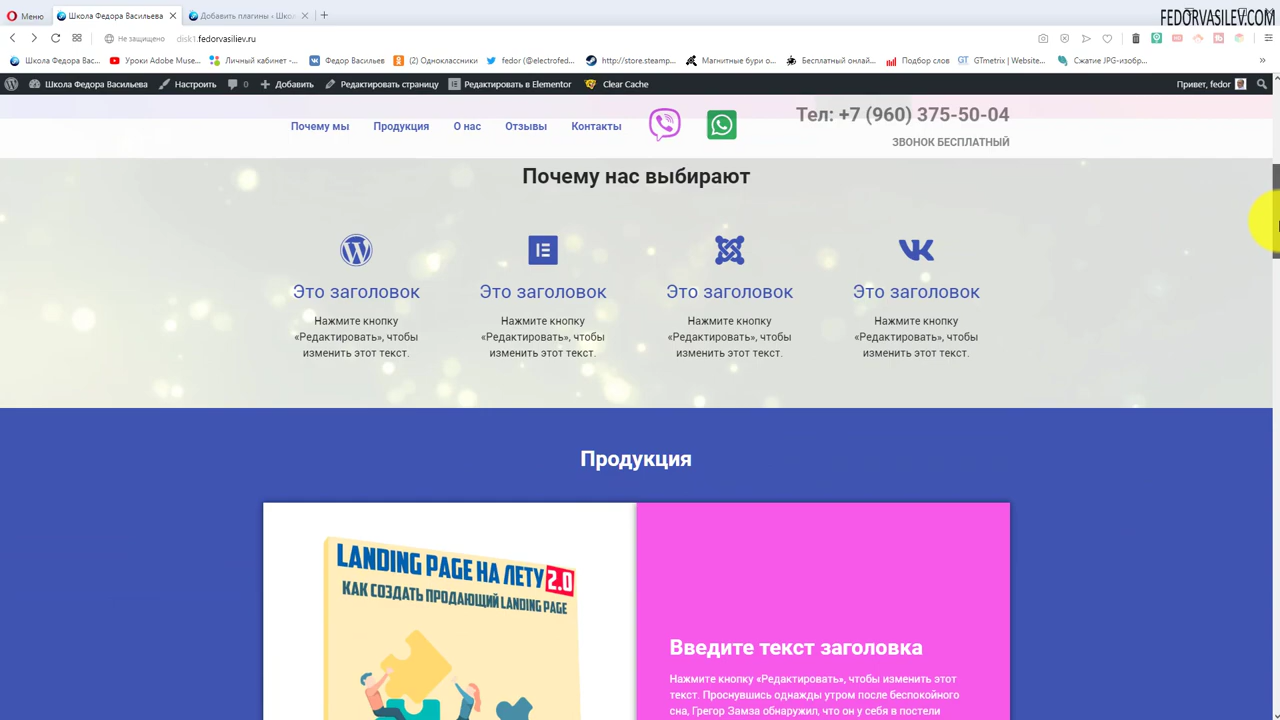 Меню
Школа Федора Васильева
Добавить плагины ‹ Школ
FEDORVASILEV.COM
Не защищено
disk1.fedorvasiliev.ru
Школа Федора Вас...
Уроки Adobe Muse...
Личный кабинет -...
Федор Васильев
(2) Одноклассники
fedor (@electrofed...
http://store.steamp...
Магнитные бури о...
Бесплатный онлай...
Подбор слов
GTmetrix | Website...
Сжатие JPG-изобр...
Школа Федора Васильева
Настроить
0
Добавить
Редактировать страницу
Редактировать в Elementor
Clear Cache
Привет, fedor
Почему мы
Продукция
О нас
Отзывы
Контакты
Тел: +7 (960) 375-50-04
ЗВОНОК БЕСПЛАТНЫЙ
Почему нас выбирают
Это заголовок
Нажмите кнопку
«Редактировать», чтобы
изменить этот текст.
Это заголовок
Нажмите кнопку
«Редактировать», чтобы
изменить этот текст.
Это заголовок
Нажмите кнопку
«Редактировать», чтобы
изменить этот текст.
Это заголовок
Нажмите кнопку
«Редактировать», чтобы
изменить этот текст.
Продукция
LANDING PAGE НА ЛЕТУ 2.0
КАК СОЗДАТЬ ПРОДАЮЩИЙ LANDING PAGE
Введите текст заголовка
Нажмите кнопку «Редактировать», чтобы изменить этот
текст. Проснувшись однажды утром после беспокойного
сна, Грегор Замза обнаружил, что он у себя в постели